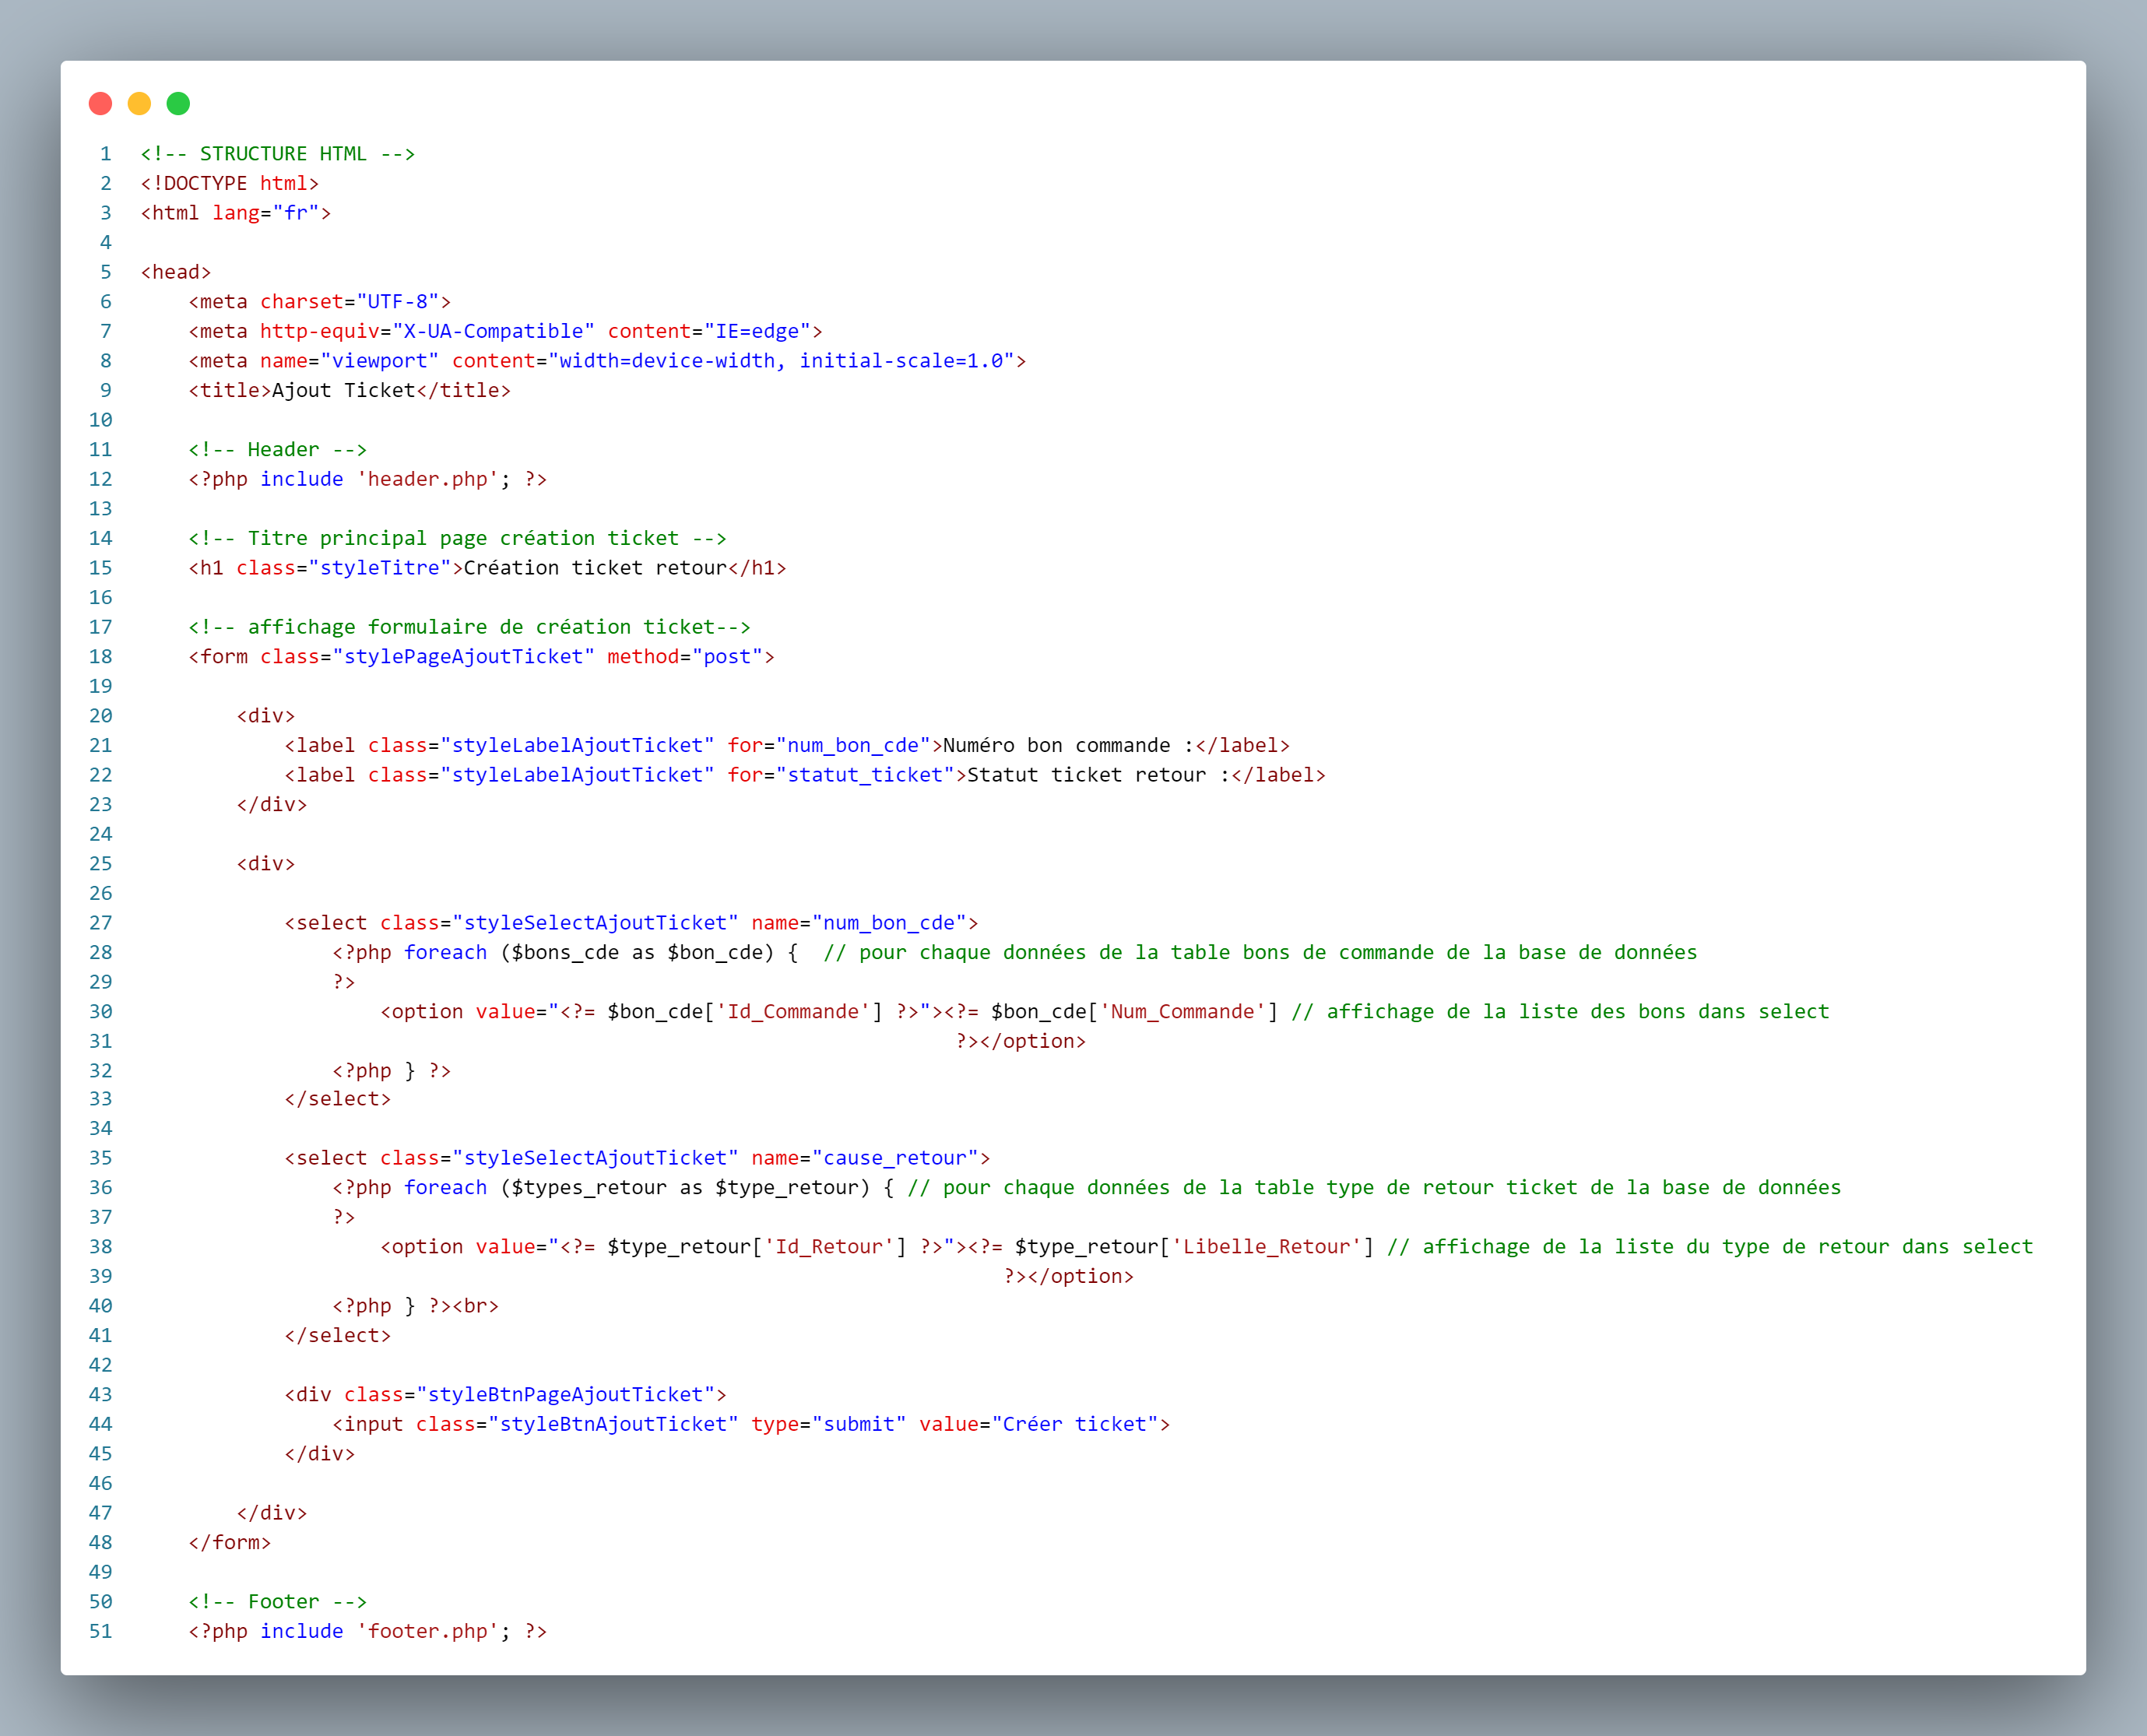 1 <!-- STRUCTURE HTML -->
2 <!DOCTYPE html>
3 <html lang="fr">
4
5 <head>
6     <meta charset="UTF-8">
7     <meta http-equiv="X-UA-Compatible" content="IE=edge">
8     <meta name="viewport" content="width=device-width, initial-scale=1.0">
9     <title>Ajout Ticket</title>
10
11     <!-- Header -->
12     <?php include 'header.php'; ?>
13
14     <!-- Titre principal page création ticket -->
15     <h1 class="styleTitre">Création ticket retour</h1>
16
17     <!-- affichage formulaire de création ticket-->
18     <form class="stylePageAjoutTicket" method="post">
19
20         <div>
21             <label class="styleLabelAjoutTicket" for="num_bon_cde">Numéro bon commande :</label>
22             <label class="styleLabelAjoutTicket" for="statut_ticket">Statut ticket retour :</label>
23         </div>
24
25         <div>
26
27             <select class="styleSelectAjoutTicket" name="num_bon_cde">
28                 <?php foreach ($bons_cde as $bon_cde) {  // pour chaque données de la table bons de commande de la base de données
29                 ?>
30                     <option value="<?= $bon_cde['Id_Commande'] ?>"><?= $bon_cde['Num_Commande'] // affichage de la liste des bons dans select
31                                                                     ?></option>
32                 <?php } ?>
33             </select>
34
35             <select class="styleSelectAjoutTicket" name="cause_retour">
36                 <?php foreach ($types_retour as $type_retour) { // pour chaque données de la table type de retour ticket de la base de données
37                 ?>
38                     <option value="<?= $type_retour['Id_Retour'] ?>"><?= $type_retour['Libelle_Retour'] // affichage de la liste du type de retour dans select
39                                                                         ?></option>
40                 <?php } ?><br>
41             </select>
42
43             <div class="styleBtnPageAjoutTicket">
44                 <input class="styleBtnAjoutTicket" type="submit" value="Créer ticket">
45             </div>
46
47         </div>
48     </form>
49
50     <!-- Footer -->
51     <?php include 'footer.php'; ?>